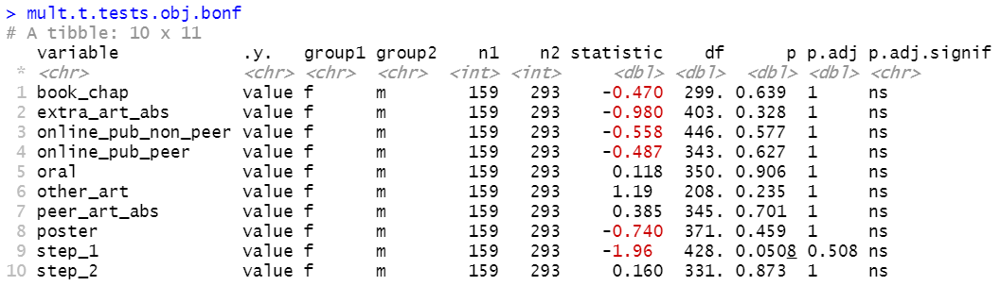 > mult.t.tests.obj.bonf
# A tibble: 10 x 11
   variable           .y.   group1 group2    n1    n2 statistic    df      p p.adj p.adj.signif
 * <chr>              <chr> <chr>  <chr>  <int> <int>     <dbl> <dbl>  <dbl> <dbl> <chr>
 1 book_chap          value f      m        159   293    -0.470  299. 0.639  1     ns
 2 extra_art_abs      value f      m        159   293    -0.980  403. 0.328  1     ns
 3 online_pub_non_peer value f      m        159   293    -0.558  446. 0.577  1     ns
 4 online_pub_peer    value f      m        159   293    -0.487  343. 0.627  1     ns
 5 oral               value f      m        159   293     0.118  350. 0.906  1     ns
 6 other_art          value f      m        159   293     1.19   208. 0.235  1     ns
 7 peer_art_abs       value f      m        159   293     0.385  345. 0.701  1     ns
 8 poster             value f      m        159   293    -0.740  371. 0.459  1     ns
 9 step_1             value f      m        159   293    -1.96   428. 0.0508 0.508 ns
10 step_2             value f      m        159   293     0.160  331. 0.873  1     ns